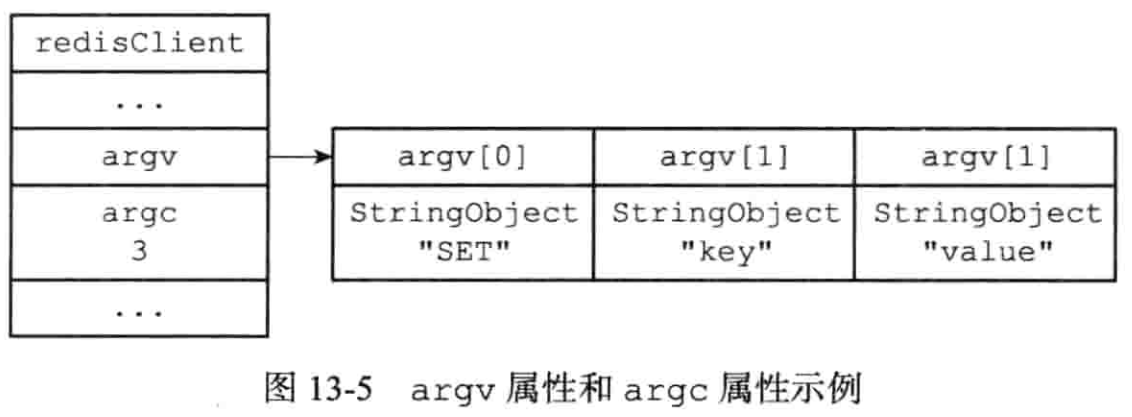 redisClient
...
argv
argv[0] argv[1] argv[1]
argc
3
StringObject StringObject StringObject
"SET" "key" "value"
...
图 13-5 argv 属性和 argc 属性示例